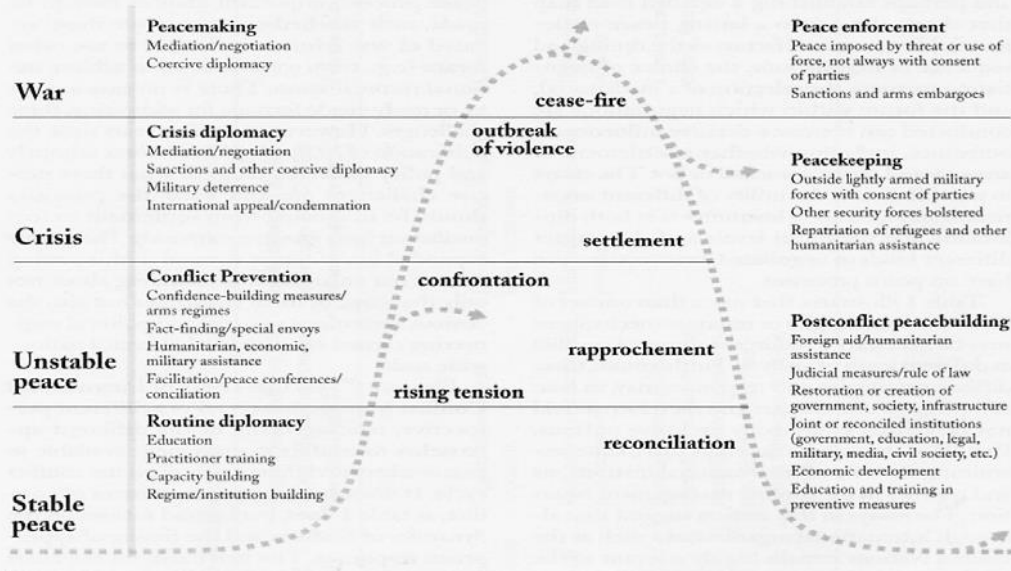 Peacemaking
Mediation/negotiation
Coercive diplomacy
War
Crisis diplomacy
Mediation/negotiation
Sanctions and other coercive diplomacy
Military deterrence
International appeal/condemnation
Crisis
Conflict Prevention
Confidence-building measures/
arms regimes
Fact-finding/special envoys
Humanitarian, economic,
military assistance
Facilitation/peace conferences/
conciliation
Unstable
peace
Routine diplomacy
Education
Practitioner training
Capacity building
Regime/institution building
Stable
peace
cease-fire
outbreak
of violence
settlement
confrontation
rapprochement
rising tension
reconciliation
Peace enforcement
Peace imposed by threat or use of
force, not always with consent
of parties
Sanctions and arms embargoes
Peacekeeping
Outside lightly armed military
forces with consent of parties
Other security forces bolstered
Repatriation of refugees and other
humanitarian assistance
Postconflict peacebuilding
Foreign aid/humanitarian
assistance
Judicial measures/rule of law
Restoration or creation of
government, society, infrastructure
Joint or reconciled institutions
(government, education, legal,
military, media, civil society, etc.)
Economic development
Education and training in
preventive measures